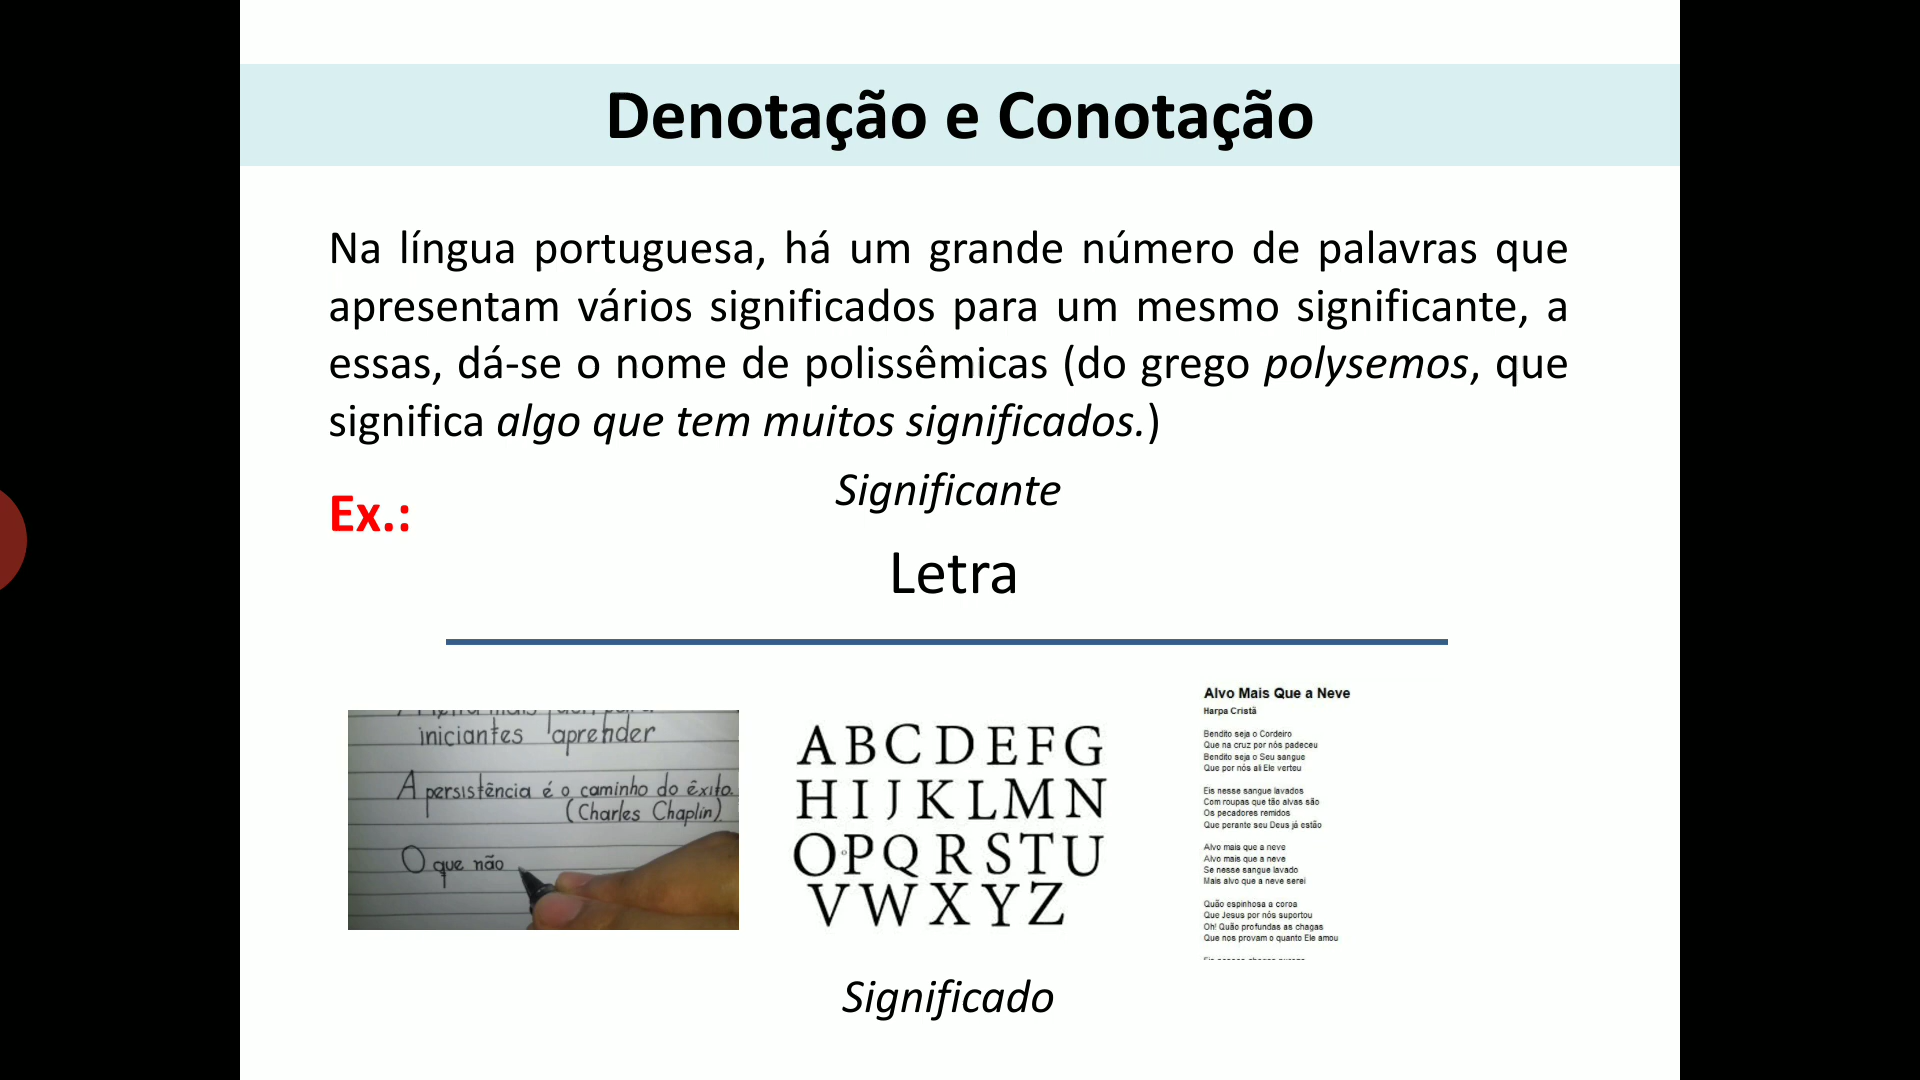 Denotação e Conotação
Na língua portuguesa, há um grande número de palavras que
apresentam vários significados para um mesmo significante, a
essas, dá-se o nome de polissêmicas (do grego polysemos, que
significa algo que tem muitos significados.)
Significante
Ex.:
Letra
iniciantes aprender
A persistência é o caminho do êxito.
(Charles Chaplin)
O que não
A B C D E F G
H I J K L M N
O P Q R S T U
V W X Y Z
Alvo Mais Que a Neve
Harpa Cristã
Bendito seja o Cordeiro
Que na cruz por nós padeceu
Bendito seja o Seu sangue
Que por nós ali Ele verteu
Eis nesse sangue lavados
Com roupas que tão alvas são
Os pecadores remidos
Que perante seu Deus já estão
Alvo mais que a neve
Alvo mais que a neve
Se nesse sangue lavado
Mais alvo que a neve serei
Quão espinhosa a coroa
Que Jesus por nós suportou
Oh! Quão profundas as chagas
Que nos provam o quanto Ele amou
Significado